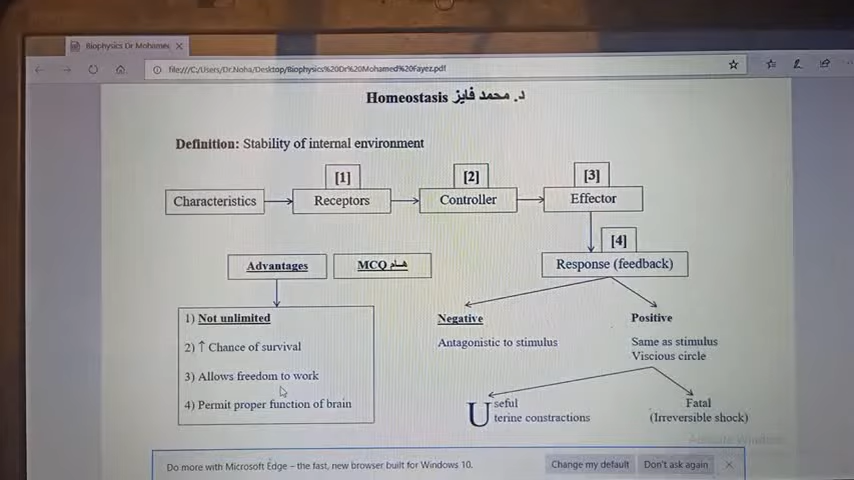 Biophysics Dr Mohamed
file:///C:/Users/Dr.Noha/Desktop/Biophysics%20Dr%20Mohamed%20Fayez.pdf
Homeostasis د. محمد فايز
Definition: Stability of internal environment
[1]
[2]
[3]
Characteristics
Receptors
Controller
Effector
[4]
Response (feedback)
Advantages
MCQ هام
1) Not unlimited
2) ↑ Chance of survival
3) Allows freedom to work
4) Permit proper function of brain
Negative
Antagonistic to stimulus
Positive
Same as stimulus
Viscious circle
Useful
Uterine constractions
Fatal
(Irreversible shock)
Activate Windows
Do more with Microsoft Edge – the fast, new browser built for Windows 10.
Change my default
Don't ask again